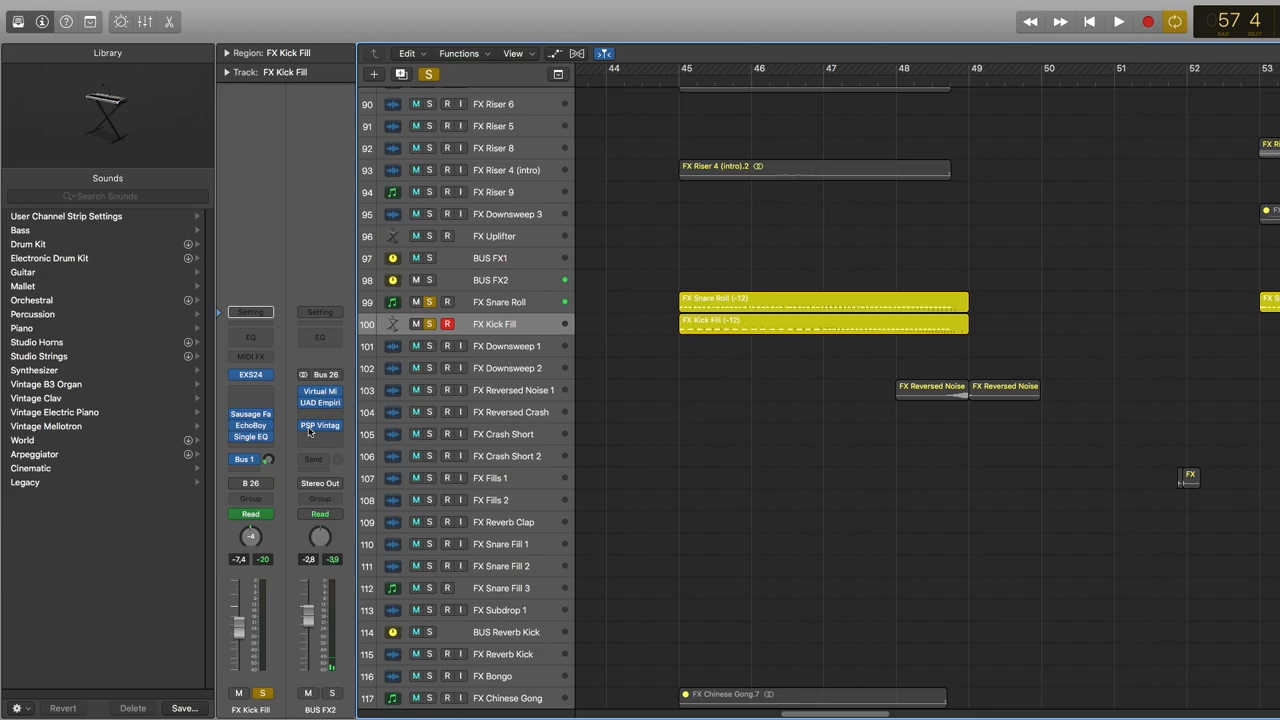 57 4
BAR BEAT
Library
Sounds
Search Sounds
User Channel Strip Settings
Bass
Drum Kit
Electronic Drum Kit
Guitar
Mallet
Orchestral
Percussion
Piano
Studio Horns
Studio Strings
Synthesizer
Vintage B3 Organ
Vintage Clav
Vintage Electric Piano
Vintage Mellotron
World
Arpeggiator
Cinematic
Legacy
Revert
Delete
Save...
Region: FX Kick Fill
Track: FX Kick Fill
Setting Setting
EQ EQ
MIDI FX
EXS24 Bus 26
Virtual Mi
UAD Empiri
Sausage Fa
EchoBoy PSP Vintag
Single EQ
Bus 1 Send
B 26 Stereo Out
Group Group
Read Read
-4
-7,4 -20 -2,8 -3,9
M S M S
FX Kick Fill BUS FX2
Edit Functions View
S
44 45 46 47 48 49 50 51 52 53
90 M S R I FX Riser 6
91 M S R I FX Riser 5
92 M S R I FX Riser 8
FX Ri
93 M S R I FX Riser 4 (intro)
FX Riser 4 (intro).2
94 M S R I FX Riser 9
95 M S R I FX Downsweep 3
96 M S R FX Uplifter
97 M S BUS FX1
98 M S BUS FX2
99 M S R FX Snare Roll
FX Snare Roll (-12)
FX S
100 M S R FX Kick Fill
FX Kick Fill (-12)
101 M S R I FX Downsweep 1
102 M S R I FX Downsweep 2
103 M S R I FX Reversed Noise 1
FX Reversed Noise FX Reversed Noise
104 M S R I FX Reversed Crash
105 M S R I FX Crash Short
106 M S R I FX Crash Short 2
107 M S R I FX Fills 1
FX
108 M S R I FX Fills 2
109 M S R I FX Reverb Clap
110 M S R I FX Snare Fill 1
111 M S R I FX Snare Fill 2
112 M S R FX Snare Fill 3
113 M S R I FX Subdrop 1
114 M S BUS Reverb Kick
115 M S R I FX Reverb Kick
116 M S R I FX Bongo
117 M S R I FX Chinese Gong
FX Chinese Gong.7